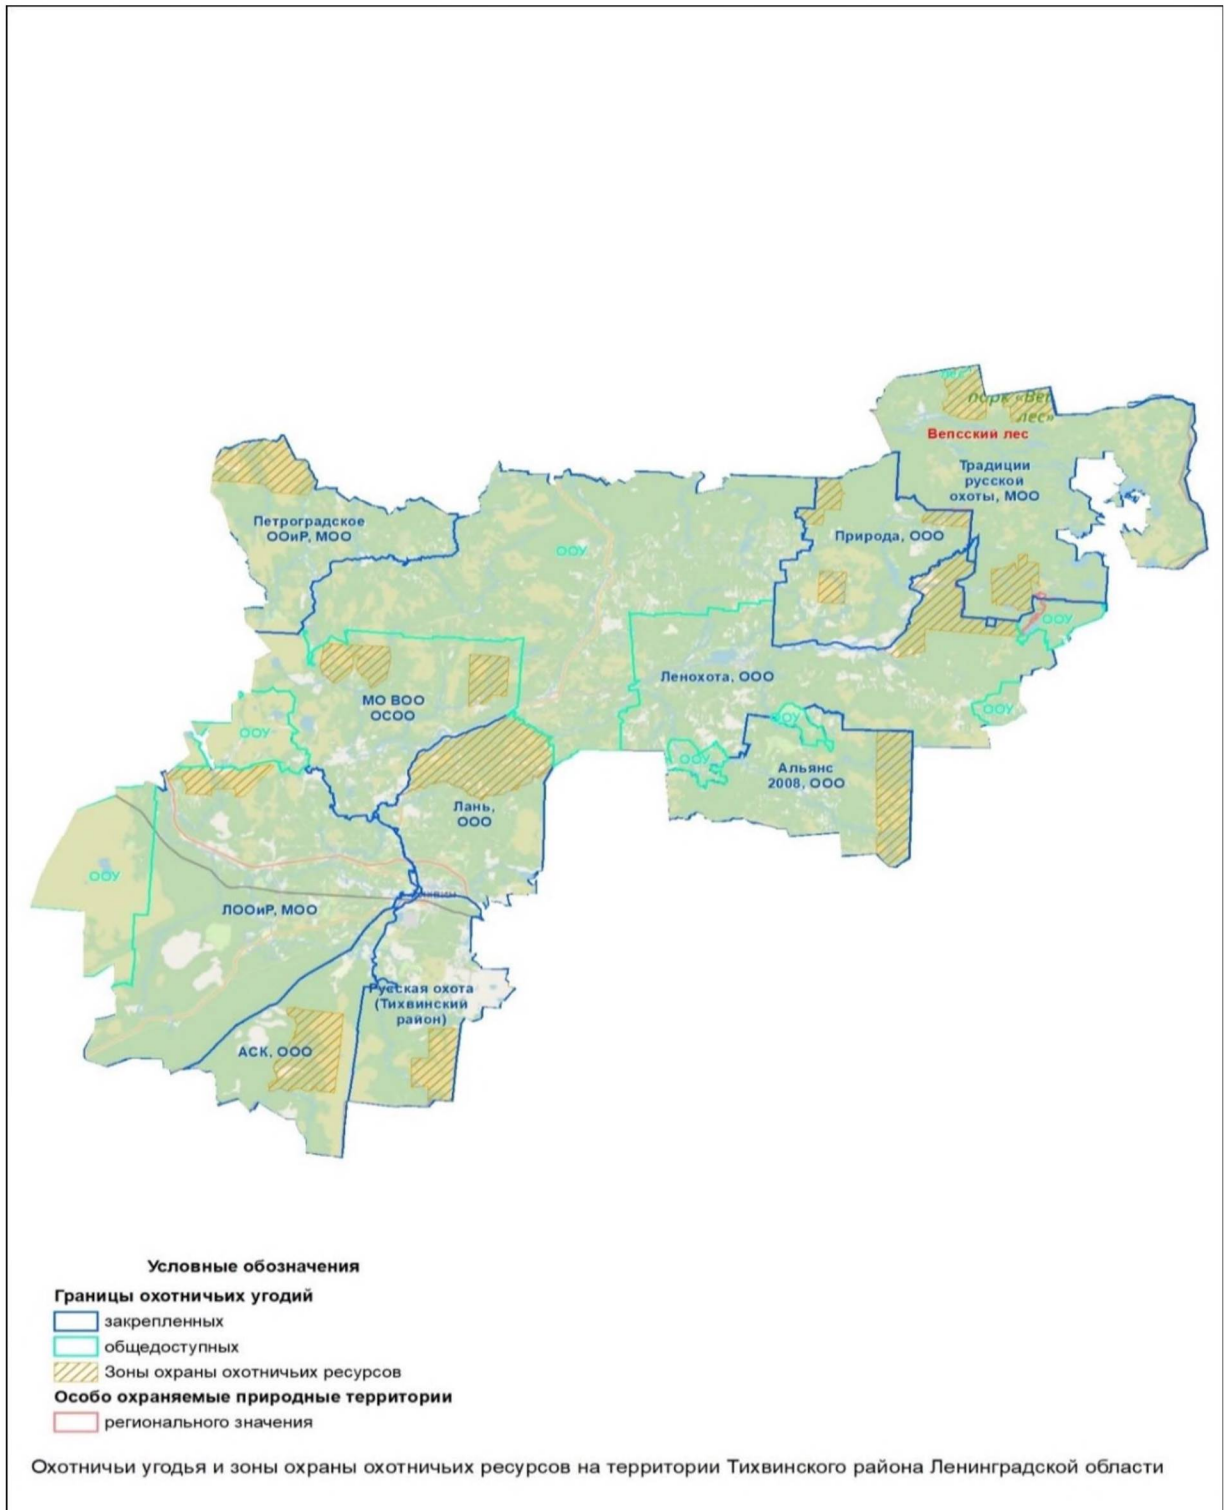 парк «Веп
лес»
Вепсский лес
Традиции
русской
охоты, МОО
Петроградское
ООиР, МОО
ООУ
Природа, ООО
ООУ
Ленохота, ООО
МО ВОО
ОСОО
ООУ
ООУ
ООУ
ООУ
Альянс
2008, ООО
Лань,
ООО
ООУ
ЛООиР, МОО
Русская охота
(Тихвинский
район)
АСК, ООО
Условные обозначения
Границы охотничьих угодий
закрепленных
общедоступных
Зоны охраны охотничьих ресурсов
Особо охраняемые природные территории
регионального значения
Охотничьи угодья и зоны охраны охотничьих ресурсов на территории Тихвинского района Ленинградской области